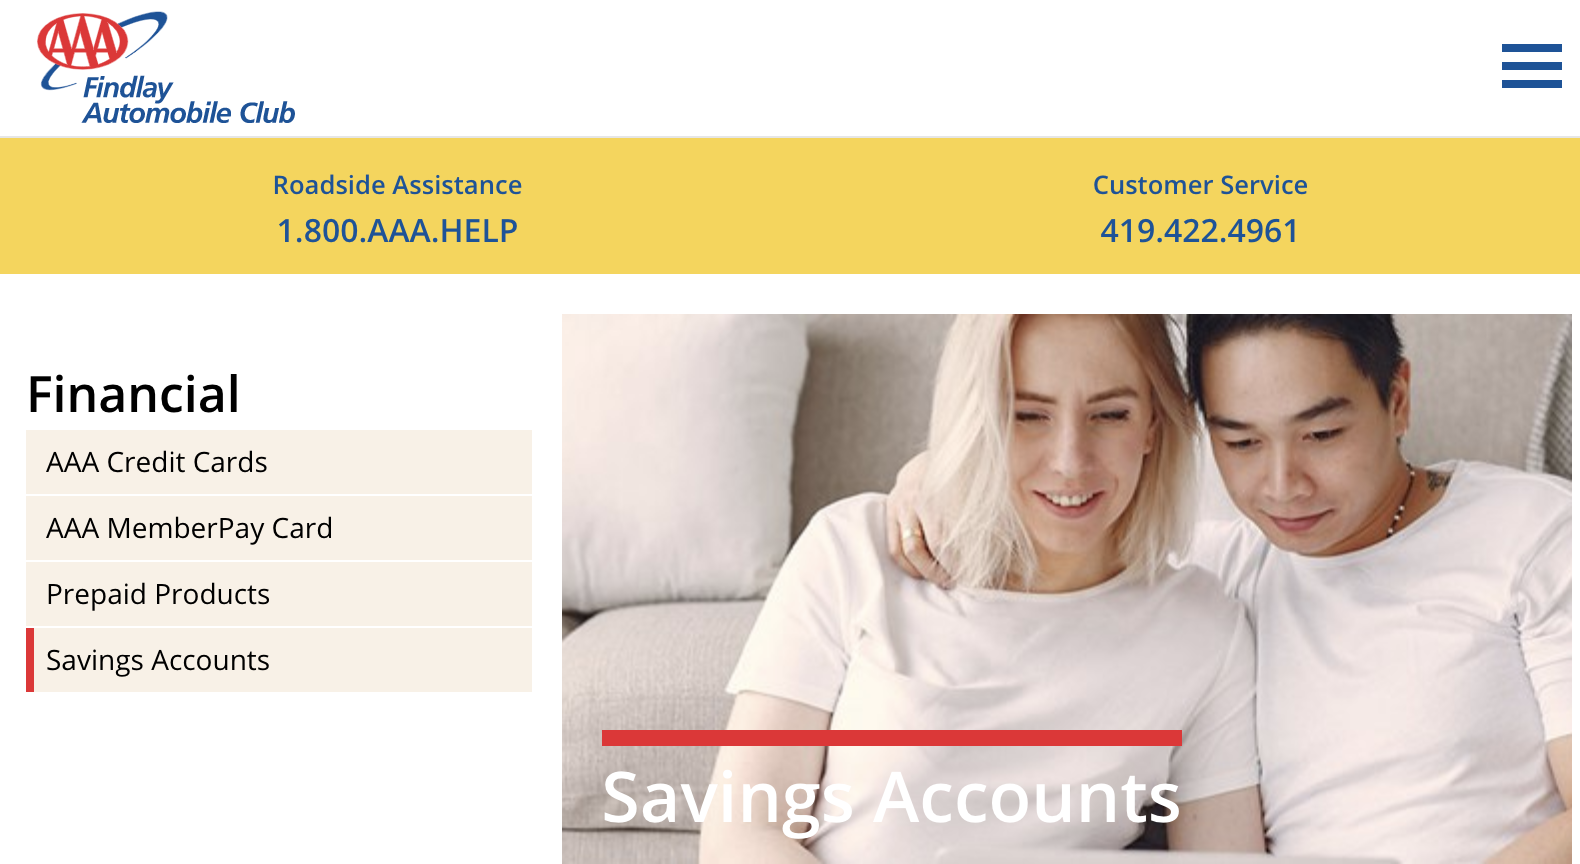 AAA
Findlay
Automobile Club
Roadside Assistance
1.800.AAA.HELP
Customer Service
419.422.4961
Financial
AAA Credit Cards
AAA MemberPay Card
Prepaid Products
Savings Accounts
Savings Accounts